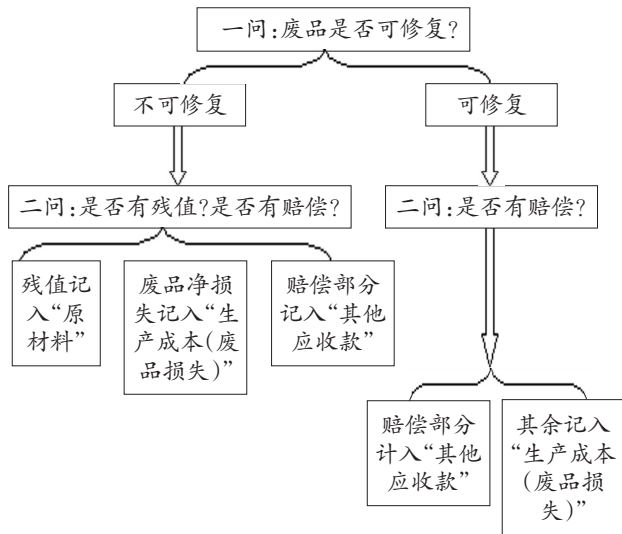 一问:废品是否可修复?
不可修复
可修复
二问:是否有残值?是否有赔偿?
二问:是否有赔偿?
残值记
入“原
材料”
废品净损
失记入“生
产成本(废
品损失)”
赔偿部分
记入“其他
应收款”
赔偿部分
计入“其他
应收款”
其余记入
“生产成本
(废品损
失)”